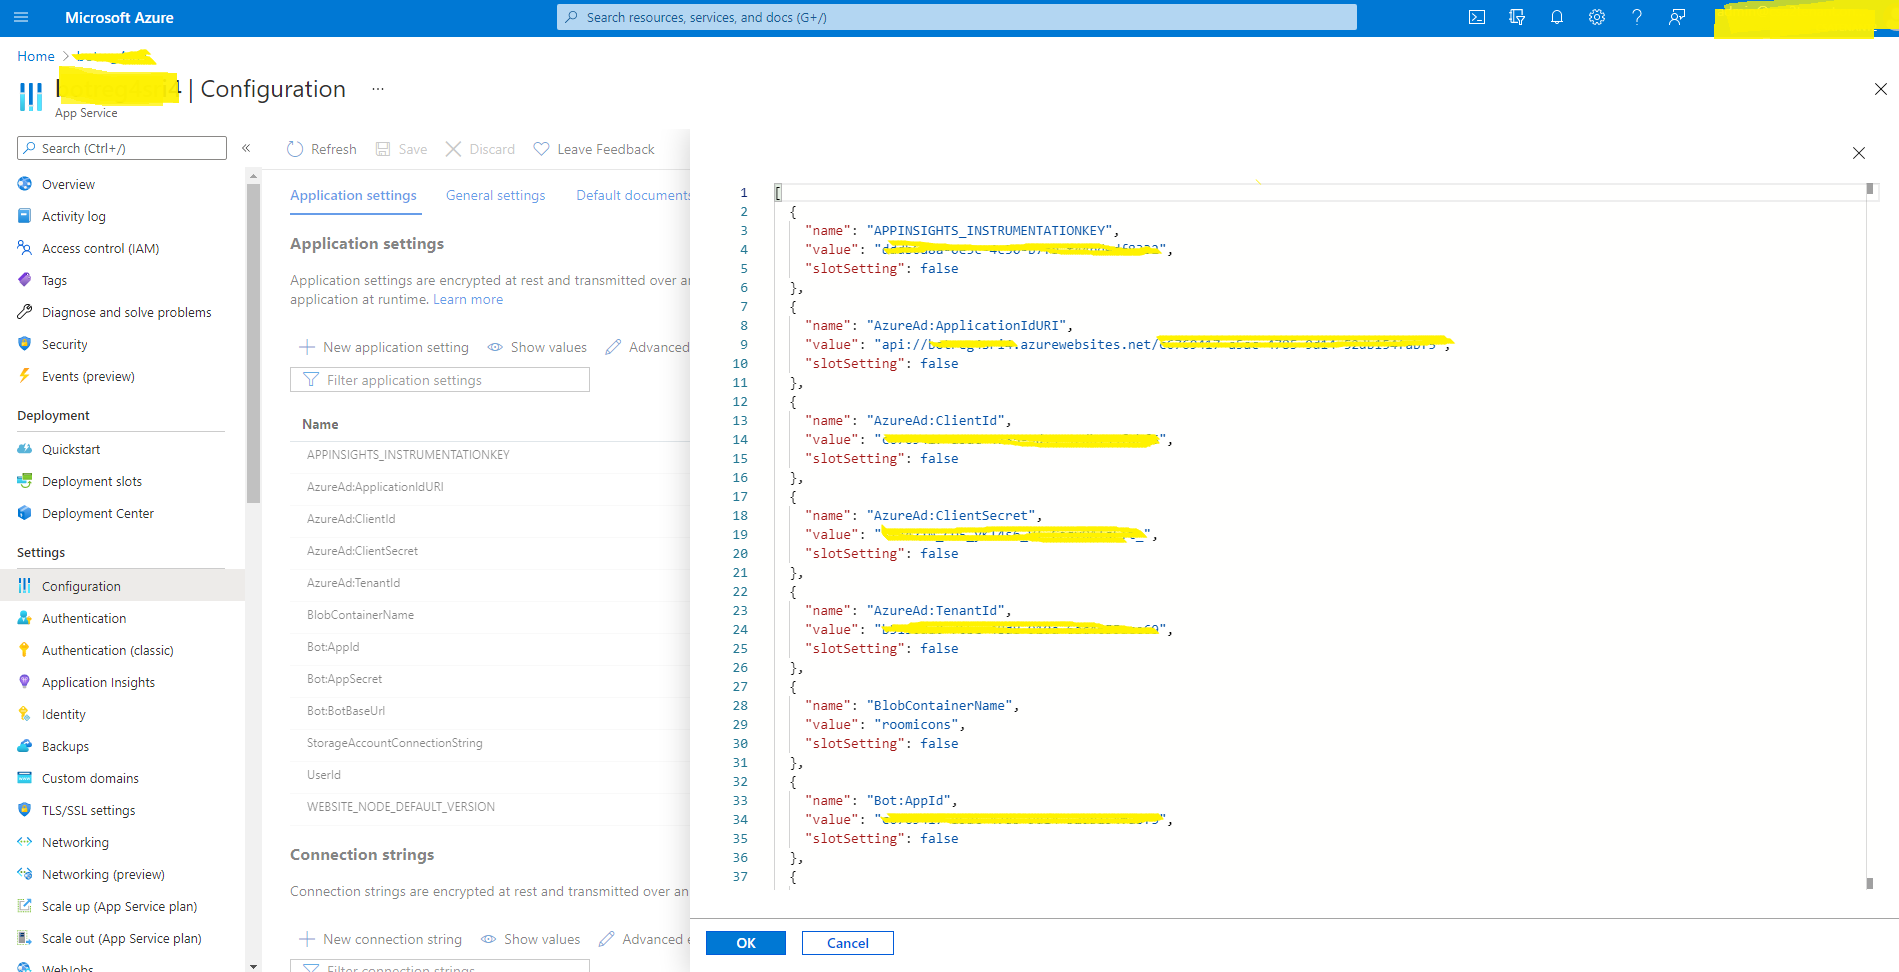 Microsoft Azure
Search resources, services, and docs (G+/)
Home
| Configuration
...
App Service
Search (Ctrl+/)
«
Overview
Activity log
Access control (IAM)
Tags
Diagnose and solve problems
Security
Events (preview)
Deployment
Quickstart
Deployment slots
Deployment Center
Settings
Configuration
Authentication
Authentication (classic)
Application Insights
Identity
Backups
Custom domains
TLS/SSL settings
Networking
Networking (preview)
Scale up (App Service plan)
Scale out (App Service plan)
WebJobs
Refresh
Save
Discard
Leave Feedback
Application settings
General settings
Default documents
Application settings
Application settings are encrypted at rest and transmitted over an
application at runtime. Learn more
New application setting
Show values
Advanced
Filter application settings
Name
APPINSIGHTS_INSTRUMENTATIONKEY
AzureAd:ApplicationIdURI
AzureAd:ClientId
AzureAd:ClientSecret
AzureAd:TenantId
BlobContainerName
Bot:AppId
Bot:AppSecret
Bot:BotBaseUrl
StorageAccountConnectionString
UserId
WEBSITE_NODE_DEFAULT_VERSION
Connection strings
Connection strings are encrypted at rest and transmitted over an
New connection string
Show values
Advanced e
Filter connection strings
1 [
2 {
3 "name": "APPINSIGHTS_INSTRUMENTATIONKEY",
4 "value": "
5 "slotSetting": false
6 },
7 {
8 "name": "AzureAd:ApplicationIdURI",
9 "value": "api://.azurewebsites.net/
10 "slotSetting": false
11 },
12 {
13 "name": "AzureAd:ClientId",
14 "value": "",
15 "slotSetting": false
16 },
17 {
18 "name": "AzureAd:ClientSecret",
19 "value": "",
20 "slotSetting": false
21 },
22 {
23 "name": "AzureAd:TenantId",
24 "value": "",
25 "slotSetting": false
26 },
27 {
28 "name": "BlobContainerName",
29 "value": "roomicons",
30 "slotSetting": false
31 },
32 {
33 "name": "Bot:AppId",
34 "value": "",
35 "slotSetting": false
36 },
37 {
OK
Cancel